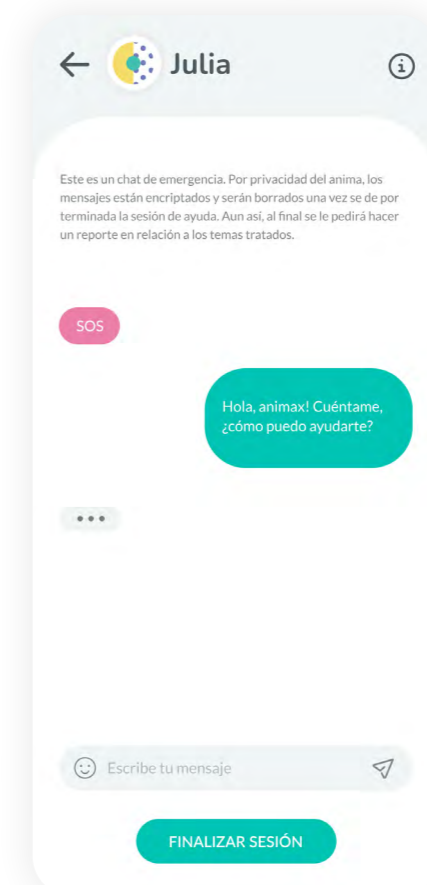 Julia
Este es un chat de emergencia. Por privacidad del anima, los
mensajes están encriptados y serán borrados una vez se de por
terminada la sesión de ayuda. Aun así, al final se le pedirá hacer
un reporte en relación a los temas tratados.
SOS
Hola, animax! Cuéntame,
¿cómo puedo ayudarte?
Escribe tu mensaje
FINALIZAR SESIÓN